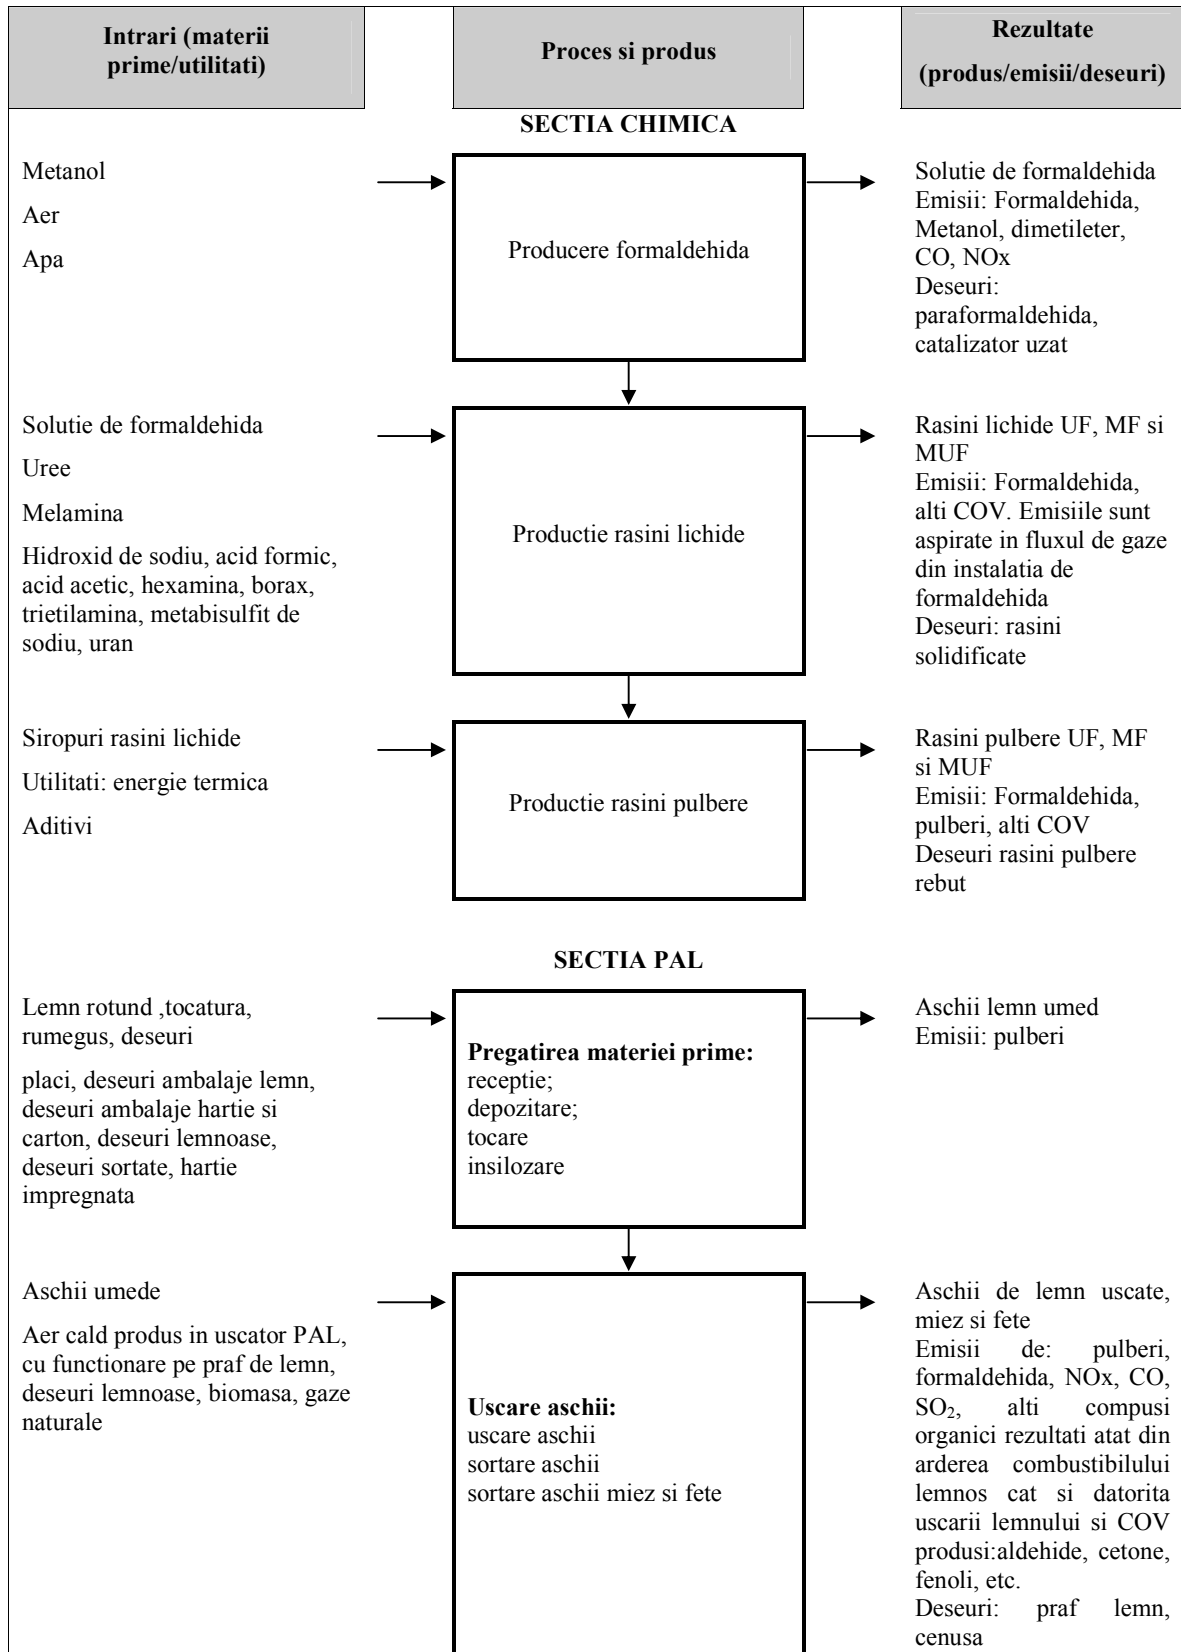 Intrari (materii
prime/utilitati)
Proces si produs
Rezultate
(produs/emisii/deseuri)
SECTIA CHIMICA
Metanol
Aer
Apa
Producere formaldehida
Solutie de formaldehida
Emisii: Formaldehida,
Metanol, dimetileter,
CO, NOx
Deseuri:
paraformaldehida,
catalizator uzat
Solutie de formaldehida
Uree
Melamina
Hidroxid de sodiu, acid formic,
acid acetic, hexamina, borax,
trietilamina, metabisulfit de
sodiu, uran
Productie rasini lichide
Rasini lichide UF, MF si
MUF
Emisii: Formaldehida,
alti COV. Emisiile sunt
aspirate in fluxul de gaze
din instalatia de
formaldehida
Deseuri: rasini
solidificate
Siropuri rasini lichide
Utilitati: energie termica
Aditivi
Productie rasini pulbere
Rasini pulbere UF, MF
si MUF
Emisii: Formaldehida,
pulberi, alti COV
Deseuri rasini pulbere
rebut
SECTIA PAL
Lemn rotund ,tocatura,
rumegus, deseuri
placi, deseuri ambalaje lemn,
deseuri ambalaje hartie si
carton, deseuri lemnoase,
deseuri sortate, hartie
impregnata
Pregatirea materiei prime:
receptie;
depozitare;
tocare
insilozare
Aschii lemn umed
Emisii: pulberi
Aschii umede
Aer cald produs in uscator PAL,
cu functionare pe praf de lemn,
deseuri lemnoase, biomasa, gaze
naturale
Uscare aschii:
uscare aschii
sortare aschii
sortare aschii miez si fete
Aschii de lemn uscate,
miez si fete
Emisii de: pulberi,
formaldehida, NOx, CO,
SO₂, alti compusi
organici rezultati atat din
arderea combustibilului
lemnos cat si datorita
uscarii lemnului si COV
produsi:aldehide, cetone,
fenoli, etc.
Deseuri: praf lemn,
cenusa